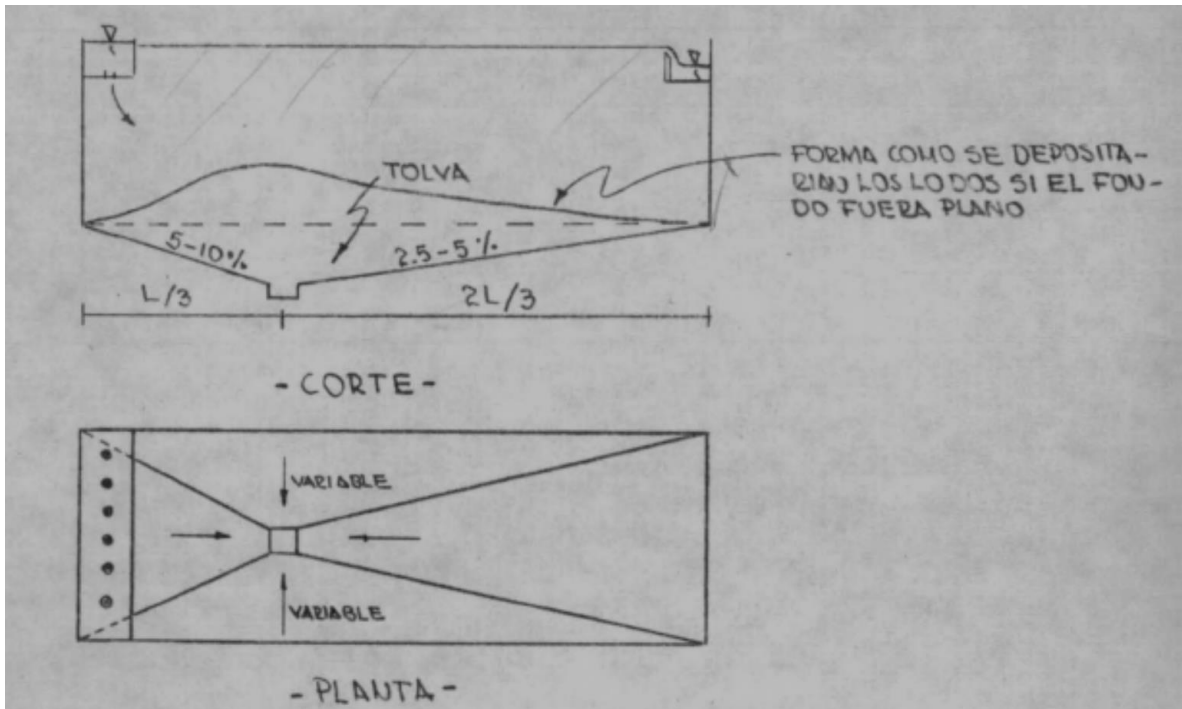 TOLVA
FORMA COMO SE DEPOSITA-
RIAN LOS LODOS SI EL FON-
DO FUERA PLANO
5-10%
2.5-5%
L/3
2L/3
- CORTE -
VARIABLE
VARIABLE
- PLANTA -